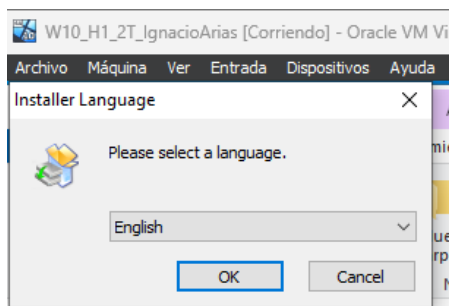 W10_H1_2T_IgnacioArias [Corriendo] - Oracle VM Vi
Archivo Máquina Ver Entrada Dispositivos Ayuda
Installer Language
Please select a language.
English
OK Cancel